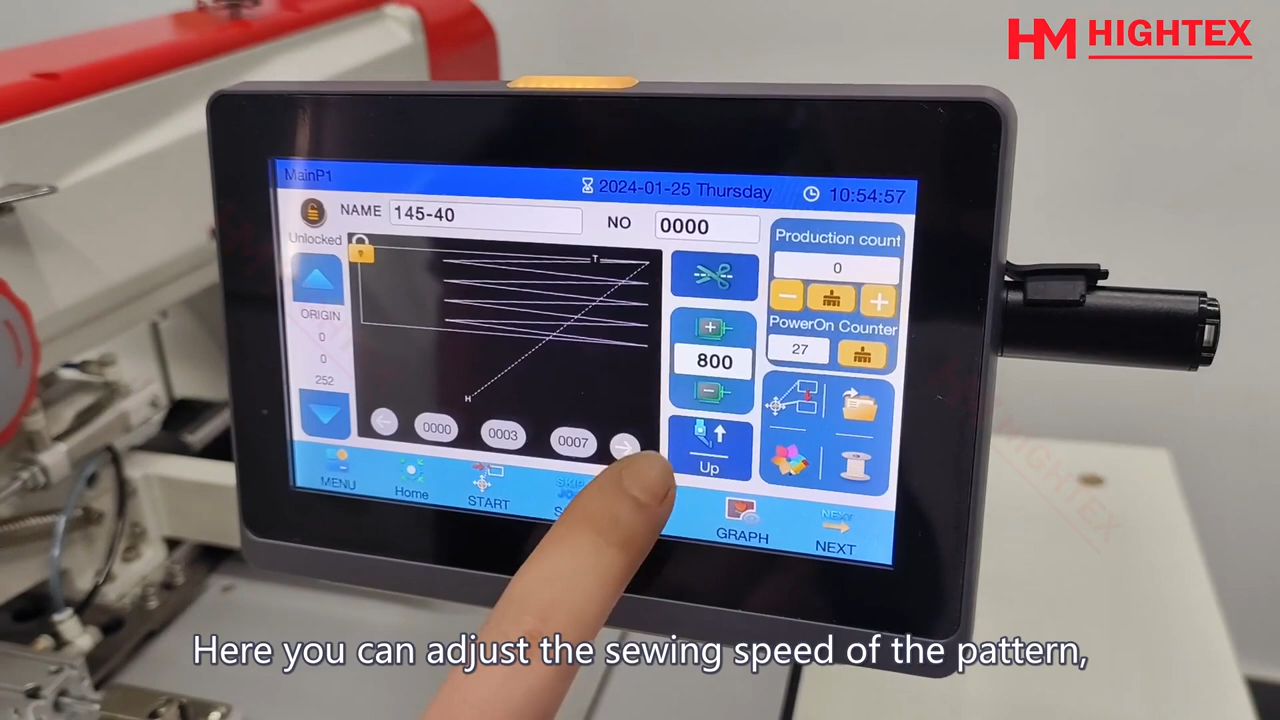 HM HIGHTEX
MainP1
2024-01-25 Thursday
10:54:57
NAME
145-40
NO
0000
Unlocked
Production count
0
ORIGIN
0
0
252
PowerOn Counter
27
+
800
−
T
H
0000
0003
0007
Up
MENU
Home
START
GRAPH
NEXT
NEXT
Here you can adjust the sewing speed of the pattern,